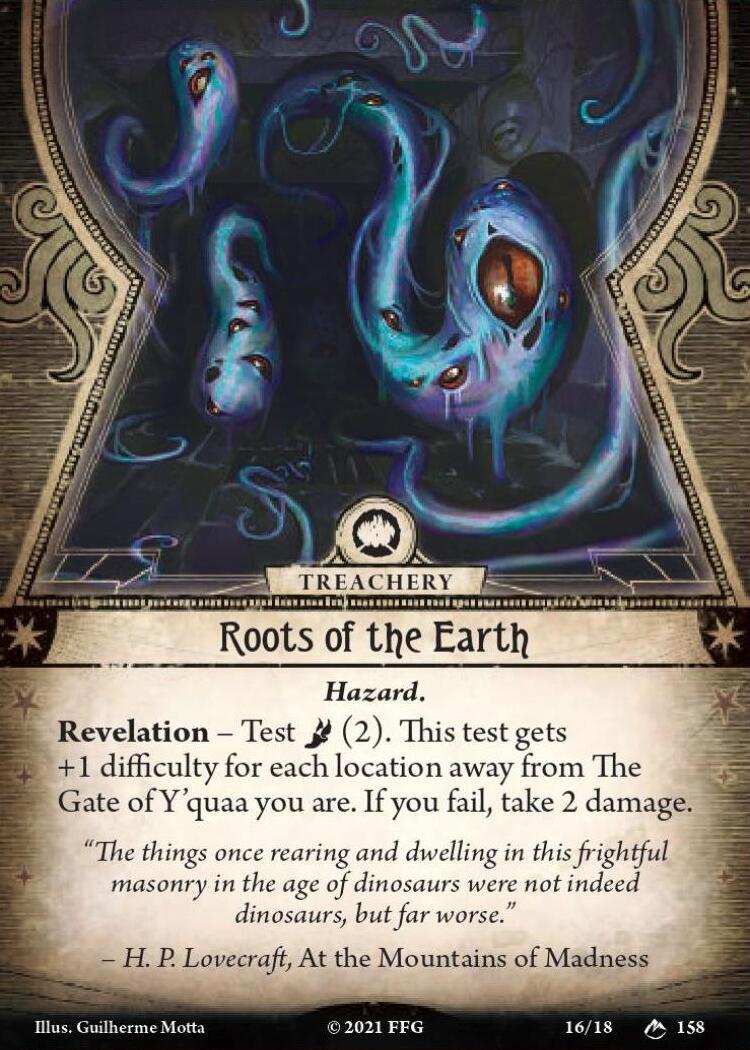 TREACHERY
Roots of the Earth
Hazard.
Revelation – Test (2). This test gets
+1 difficulty for each location away from The
Gate of Y’quaa you are. If you fail, take 2 damage.
“The things once rearing and dwelling in this frightful
masonry in the age of dinosaurs were not indeed
dinosaurs, but far worse.”
– H. P. Lovecraft, At the Mountains of Madness
Illus. Guilherme Motta © 2021 FFG 16/18 158